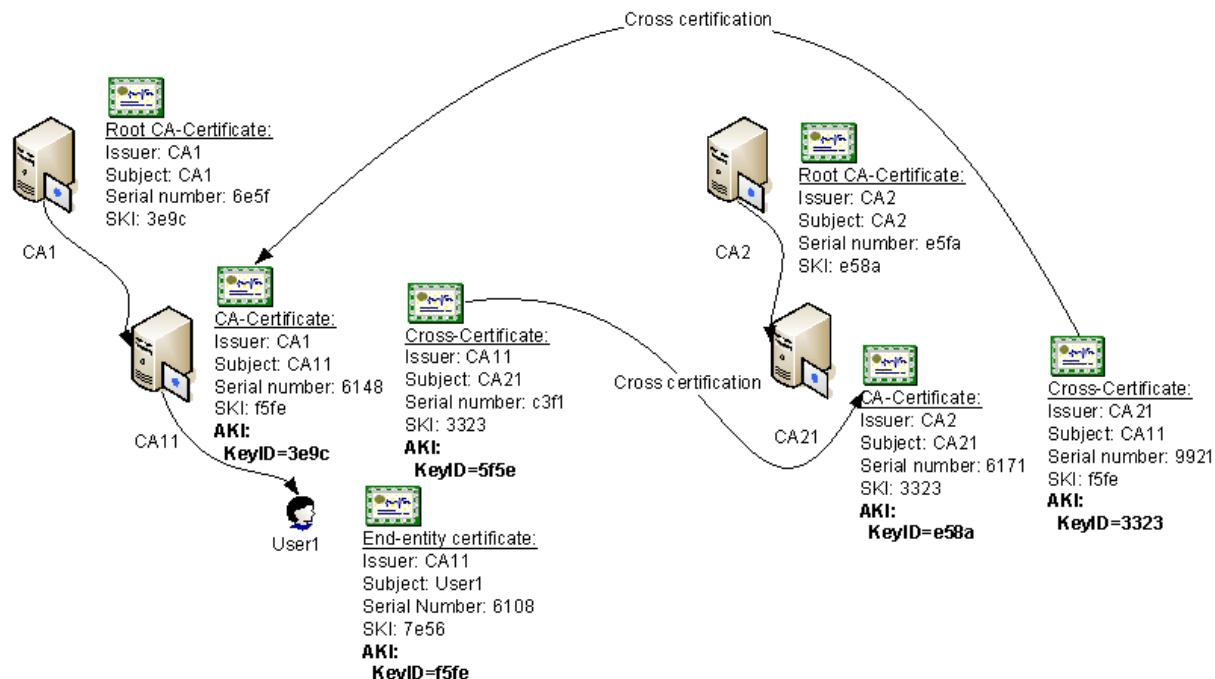 Cross certification
Root CA-Certificate:
Issuer: CA1
Subject: CA1
Serial number: 6e5f
SKI: 3e9c
CA1
CA-Certificate:
Issuer: CA1
Subject: CA11
Serial number: 6148
SKI: f5fe
AKI:
KeyID=3e9c
CA11
User1
Cross-Certificate:
Issuer: CA11
Subject: CA21
Serial number: c3f1
SKI: 3323
AKI:
KeyID=5f5e
End-entity certificate:
Issuer: CA11
Subject: User1
Serial Number: 6108
SKI: 7e56
AKI:
KeyID=f5fe
Cross certification
Root CA-Certificate:
Issuer: CA2
Subject: CA2
Serial number: e5fa
SKI: e58a
CA2
CA21
CA-Certificate:
Issuer: CA2
Subject: CA21
Serial number: 6171
SKI: 3323
AKI:
KeyID=e58a
Cross-Certificate:
Issuer: CA21
Subject: CA11
Serial number: 9921
SKI: f5fe
AKI:
KeyID=3323